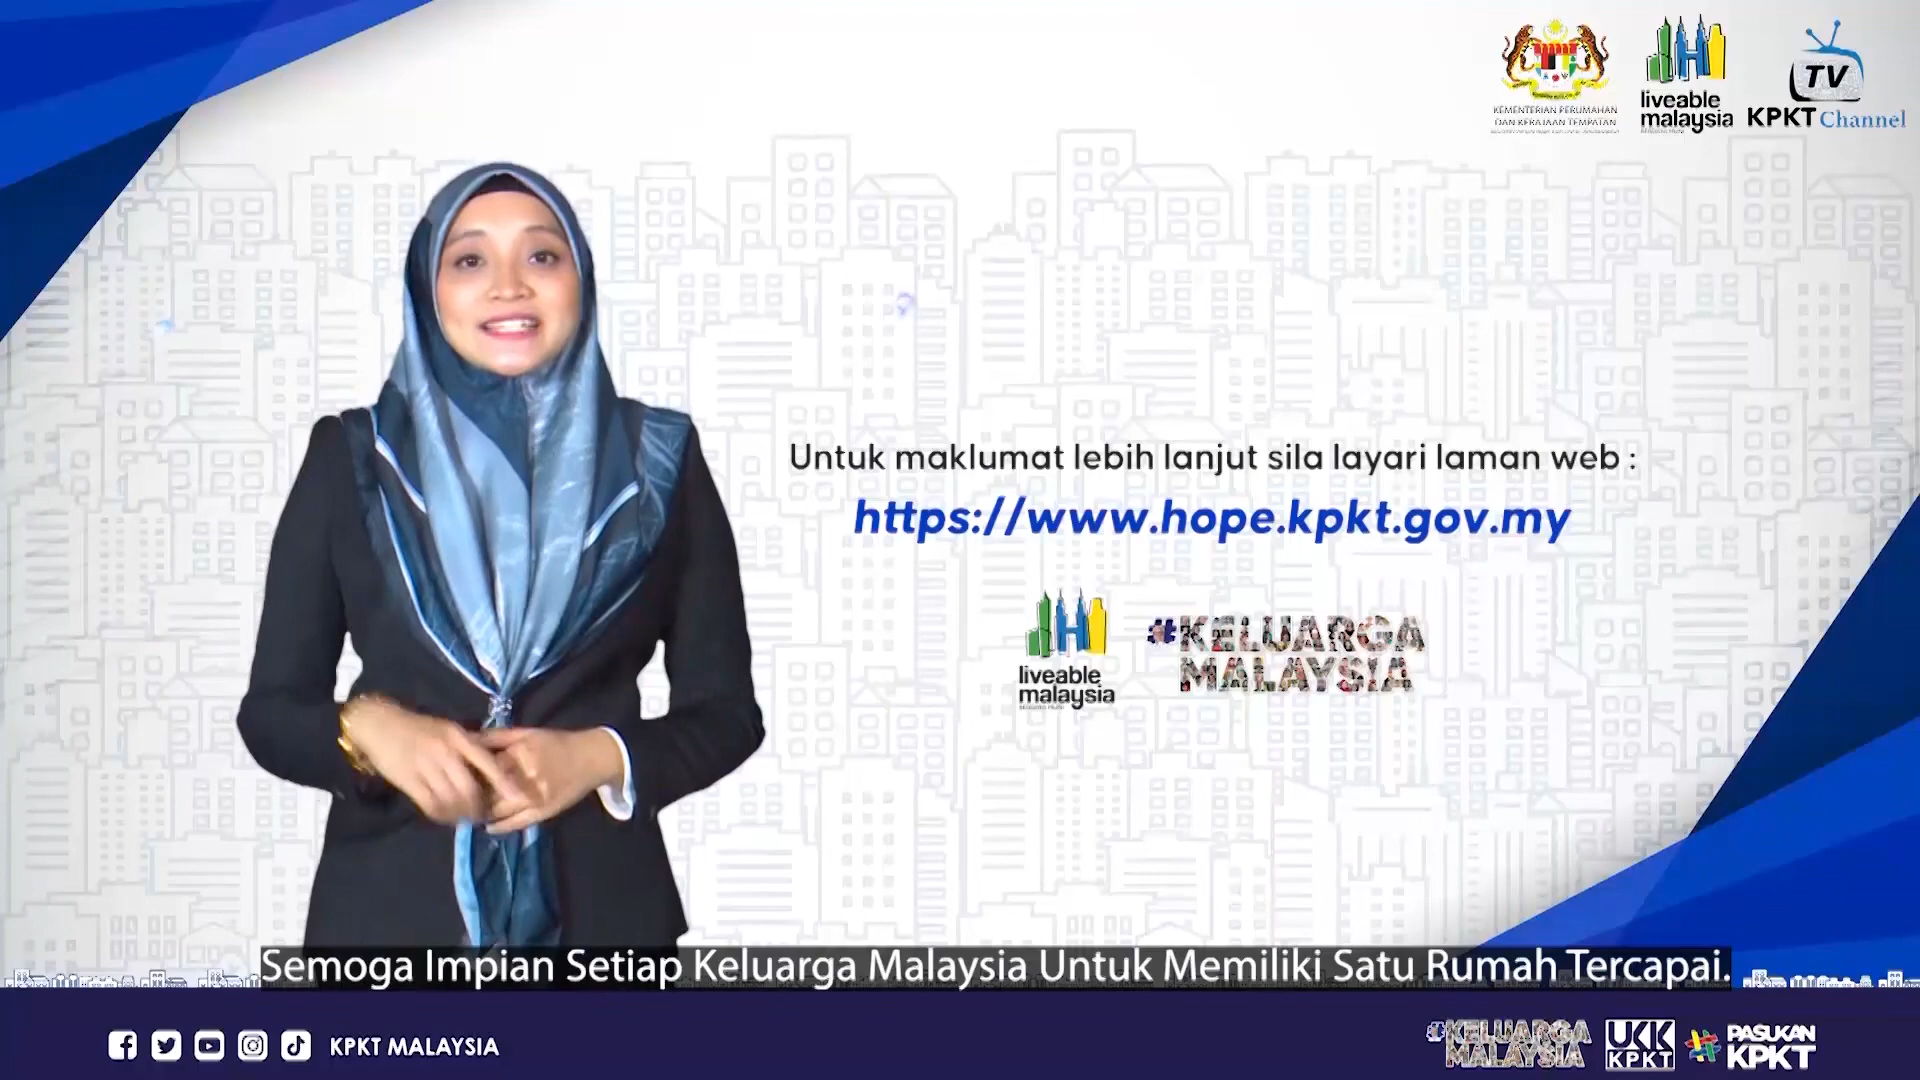 KEMENTERIAN PERUMAHAN
DAN KERAJAAN TEMPATAN
liveable
malaysia
TV
KPKT Channel
Untuk maklumat lebih lanjut sila layari laman web :
https://www.hope.kpkt.gov.my
liveable
malaysia
#KELUARGA
MALAYSIA
Semoga Impian Setiap Keluarga Malaysia Untuk Memiliki Satu Rumah Tercapai.
KPKT MALAYSIA
#KELUARGA
MALAYSIA
UKK
KPKT
PASUKAN
KPKT